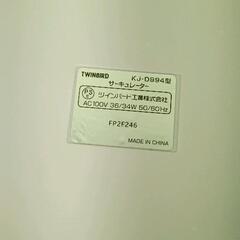 TWINBIRD KJ-D994型
サーキュレーター
PS E
ツインバード工業株式会社
AC100V 36/34W 50/60Hz
FP2F246
MADE IN CHINA